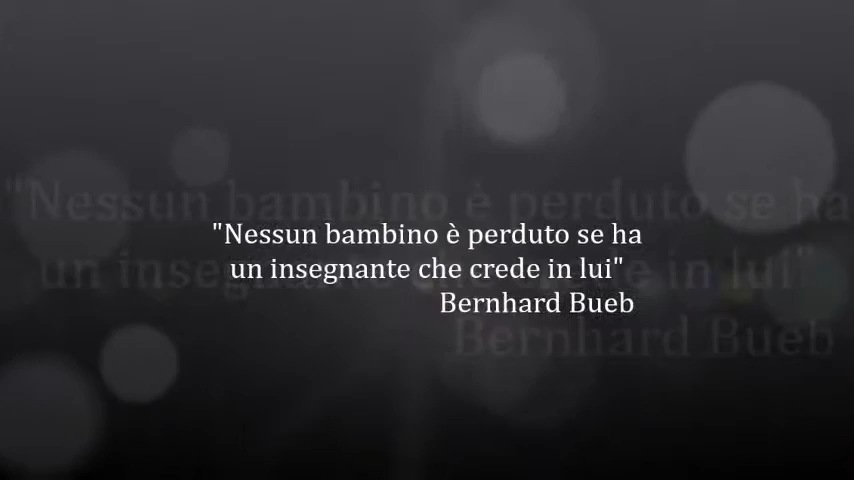 "Nessun bambino è perduto se ha
un insegnante che crede in lui"
Bernhard Bueb